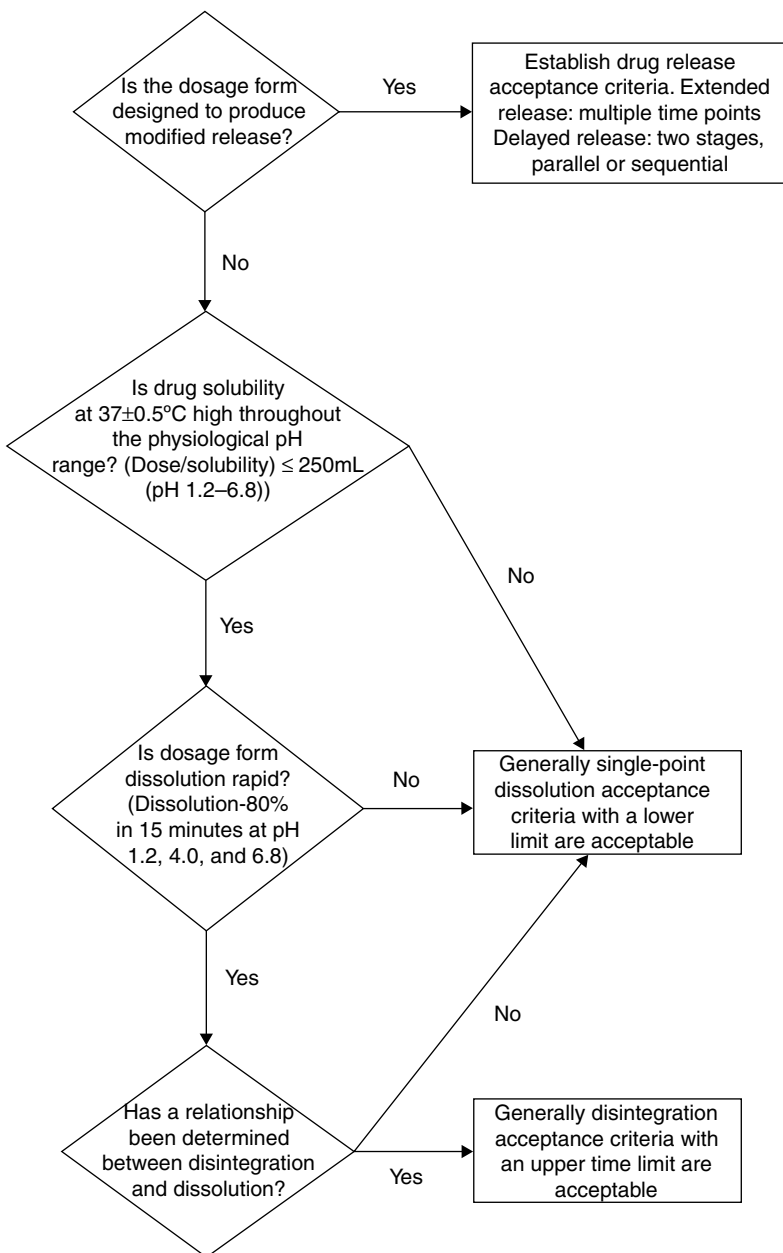 Is the dosage form
designed to produce
modified release?
Yes
Establish drug release
acceptance criteria. Extended
release: multiple time points
Delayed release: two stages,
parallel or sequential
No
Is drug solubility
at 37±0.5°C high throughout
the physiological pH
range? (Dose/solubility) ≤ 250mL
(pH 1.2–6.8))
No
Yes
Is dosage form
dissolution rapid?
(Dissolution-80%
in 15 minutes at pH
1.2, 4.0, and 6.8)
No
Generally single-point
dissolution acceptance
criteria with a lower
limit are acceptable
Yes
No
Has a relationship
been determined
between disintegration
and dissolution?
Yes
Generally disintegration
acceptance criteria with
an upper time limit are
acceptable